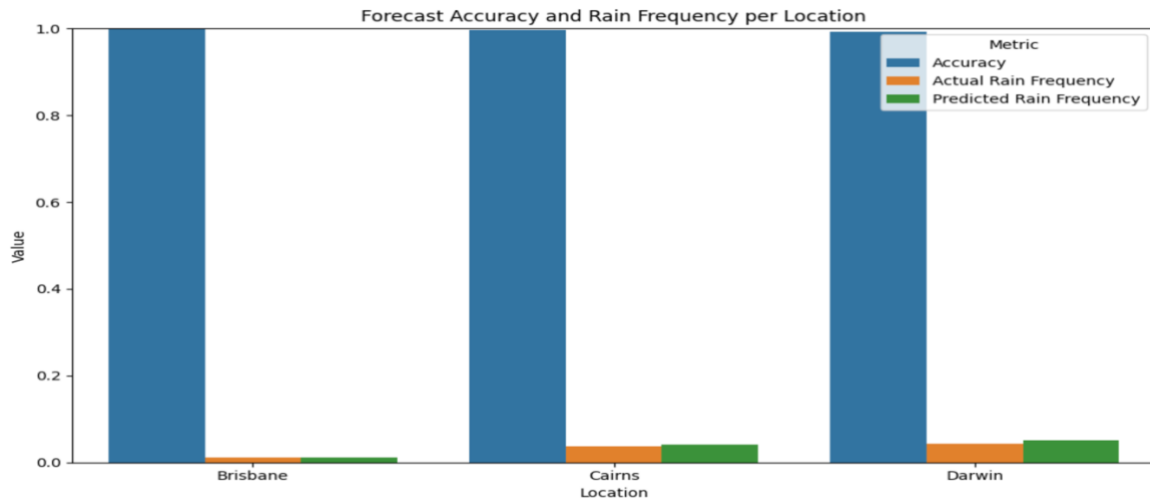 Forecast Accuracy and Rain Frequency per Location
1.0
0.8
0.6
0.4
0.2
0.0
Value
Metric
Accuracy
Actual Rain Frequency
Predicted Rain Frequency
Brisbane Cairns Darwin
Location